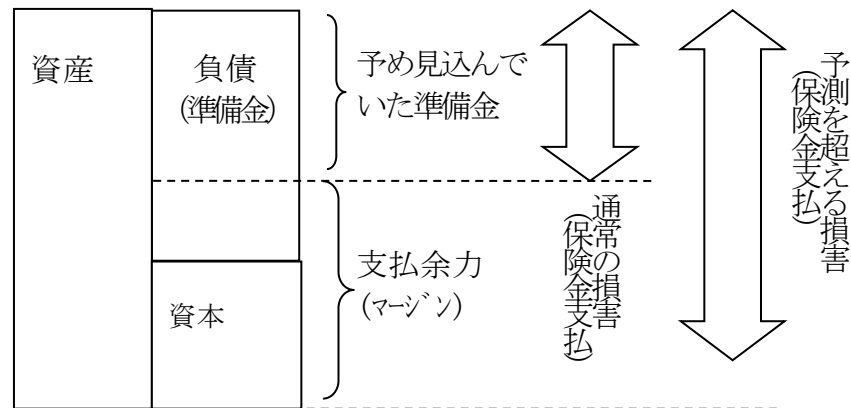 資産
負債
(準備金)
予め見込んで
いた準備金
支払余力
(マージン)
資本
通常の損害
(保険金支払)
予測を超える損害
(保険金支払)